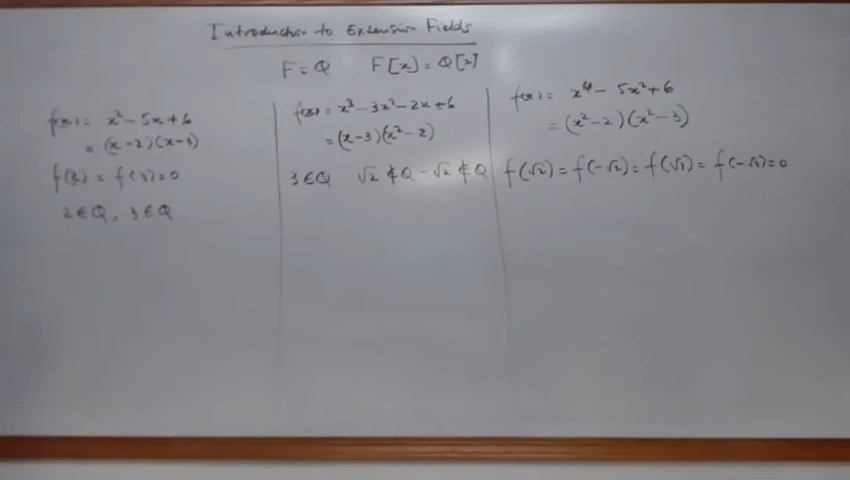 Introduction to Extension Fields
F = Q F[x] = Q[x]
f(x) = x² - 5x + 6
= (x-2)(x-3)
f(2) = f(3) = 0
2 ∈ Q, 3 ∈ Q
f(x) = x³ - 3x² - 2x + 6
= (x-3)(x²-2)
3 ∈ Q √2 ∉ Q -√2 ∉ Q
f(x) = x⁴ - 5x² + 6
= (x²-2)(x²-3)
f(√2) = f(-√2) = f(√3) = f(-√3) = 0